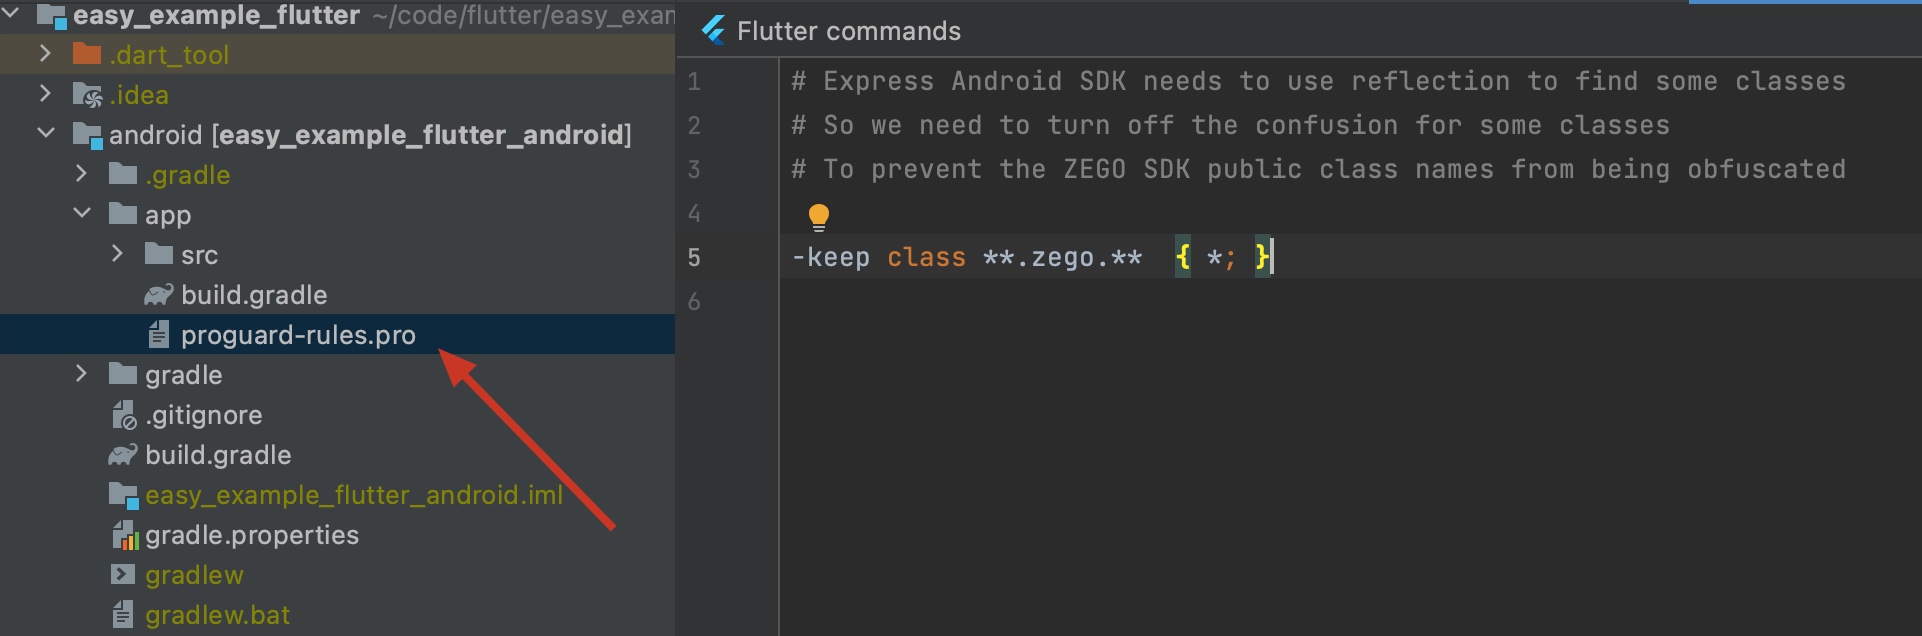 easy_example_flutter ~/code/flutter/easy_exam
.dart_tool
.idea
android [easy_example_flutter_android]
.gradle
app
src
build.gradle
proguard-rules.pro
gradle
.gitignore
build.gradle
easy_example_flutter_android.iml
gradle.properties
gradlew
gradlew.bat
Flutter commands
1 # Express Android SDK needs to use reflection to find some classes
2 # So we need to turn off the confusion for some classes
3 # To prevent the ZEGO SDK public class names from being obfuscated
4
5 -keep class **.zego.**  { *; }
6